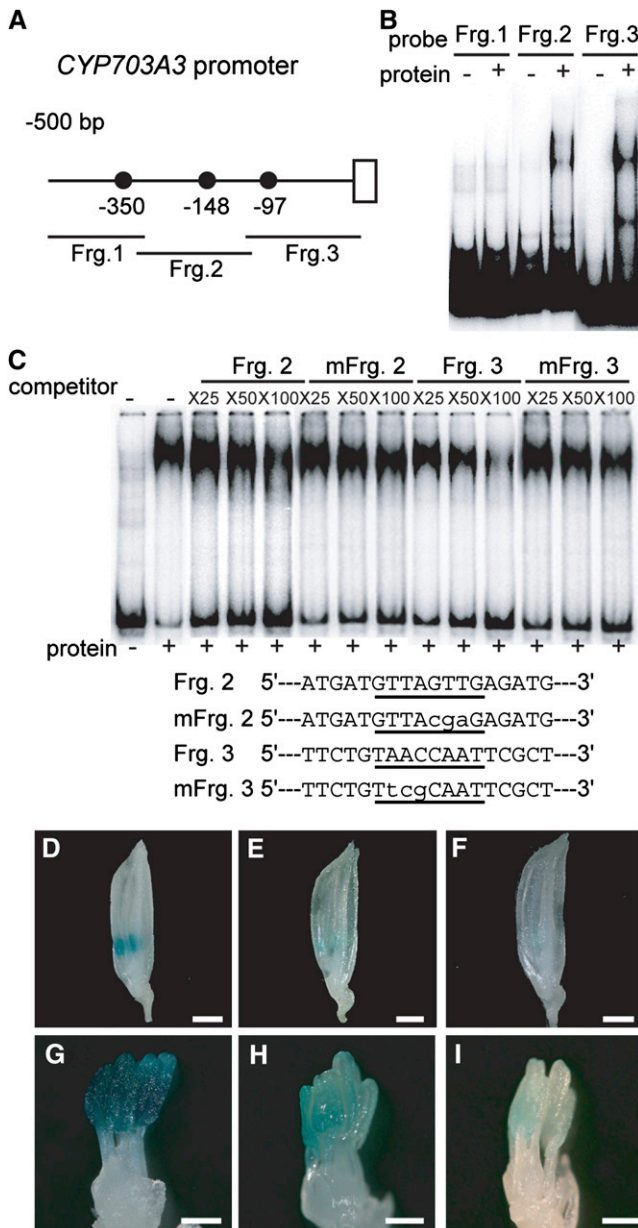 A
CYP703A3 promoter
-500 bp
-350
-148
-97
Frg.1
Frg.2
Frg.3
B
probe Frg.1 Frg.2 Frg.3
protein - + - + - +
C
Frg. 2 mFrg. 2 Frg. 3 mFrg. 3
competitor - - X25 X50 X100 X25 X50 X100 X25 X50 X100 X25 X50 X100
protein - + + + + + + + + + + + + +
Frg. 2 5'---ATGATGTTAGTTGAGATG---3'
mFrg. 2 5'---ATGATGTTAcgaGAGATG---3'
Frg. 3 5'---TTCTGTAACCAATTCGCT---3'
mFrg. 3 5'---TTCTGTtcgCAATTCGCT---3'
D
E
F
G
H
I